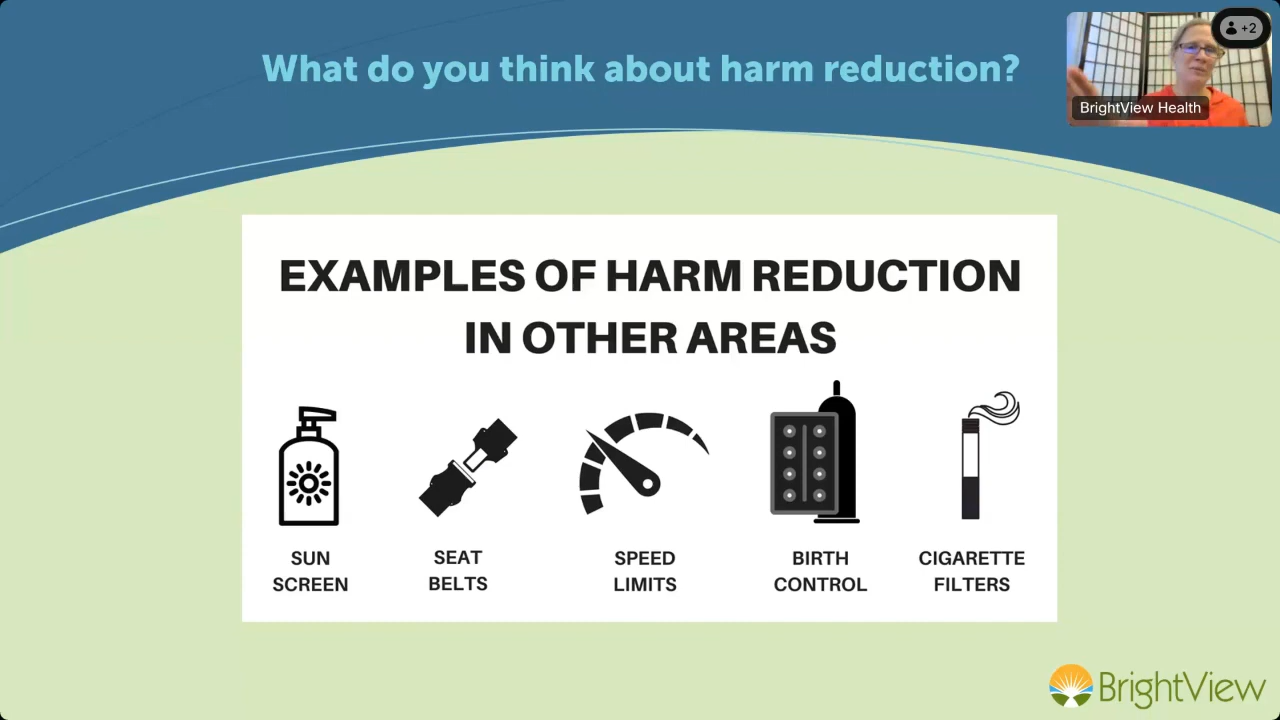 What do you think about harm reduction?
+2
BrightView Health
EXAMPLES OF HARM REDUCTION
IN OTHER AREAS
SUN
SCREEN
SEAT
BELTS
SPEED
LIMITS
BIRTH
CONTROL
CIGARETTE
FILTERS
BrightView